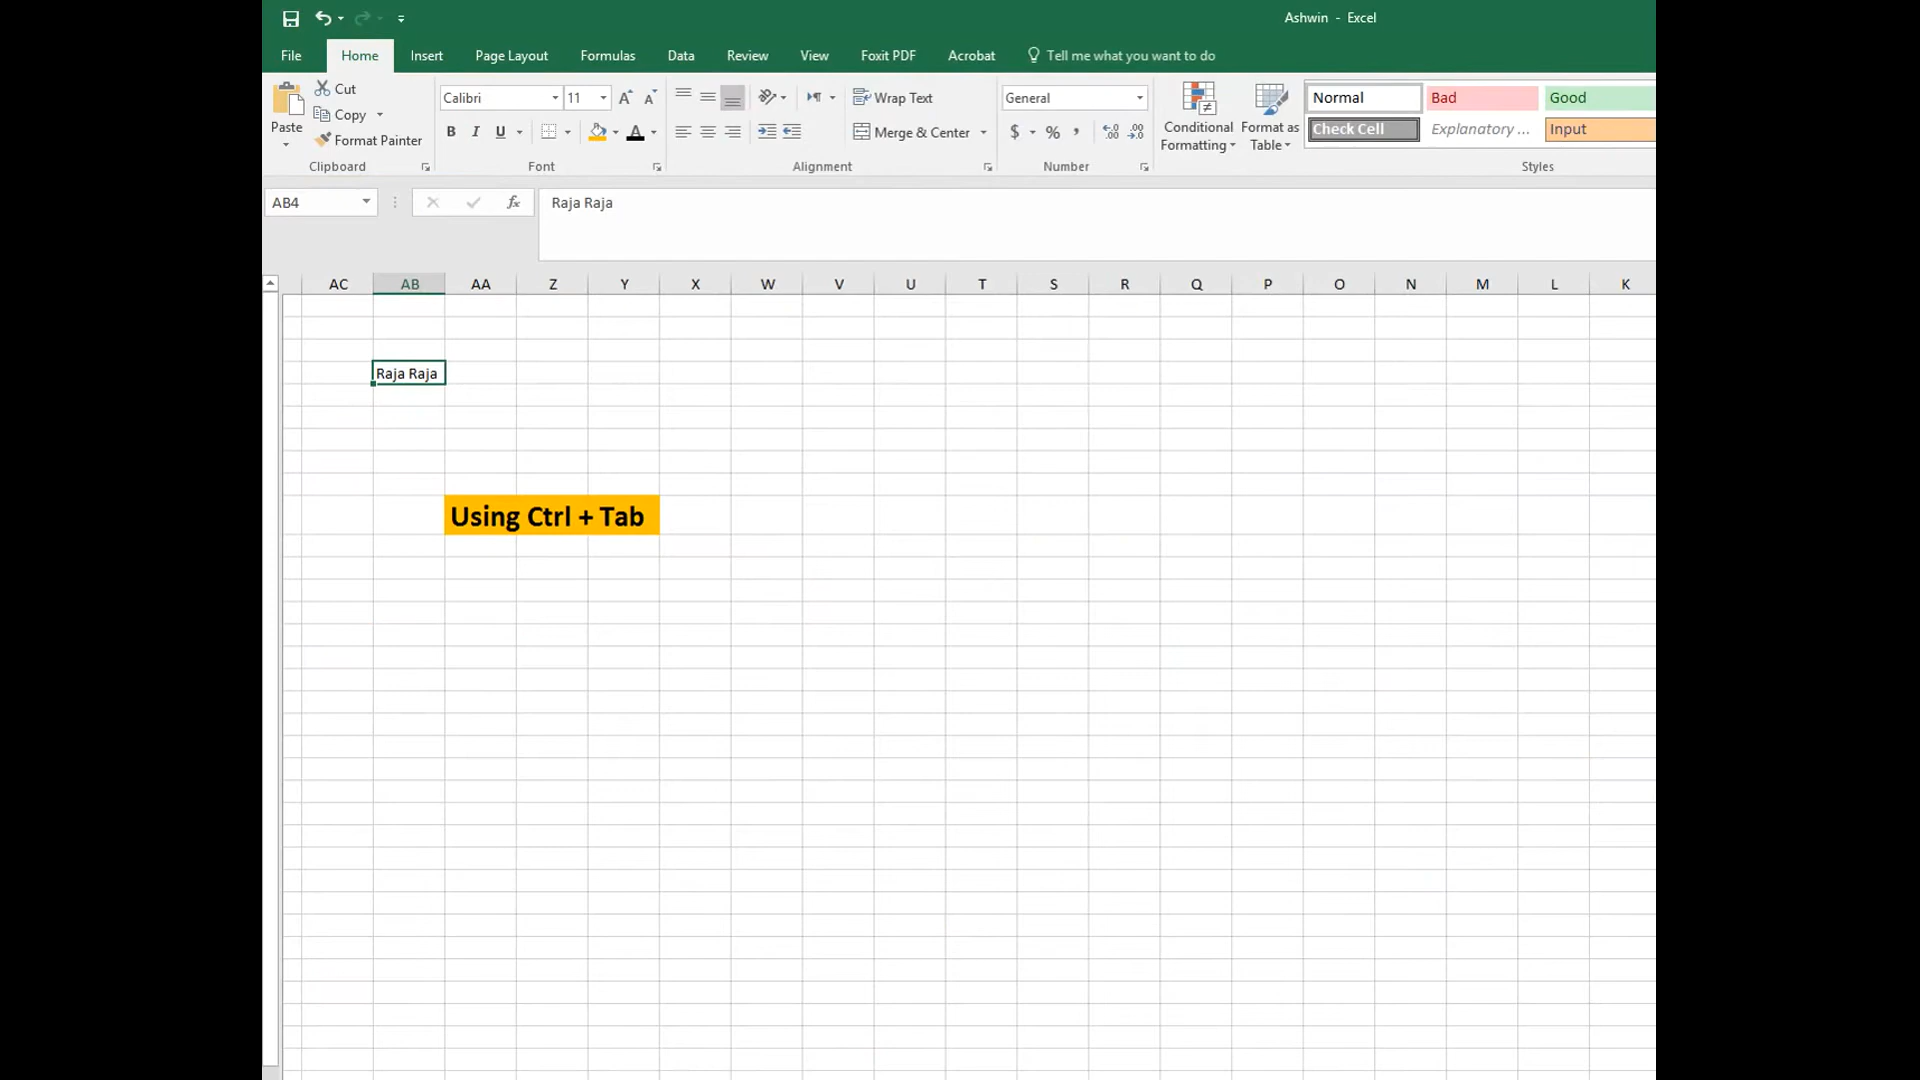 Ashwin - Excel
File Home Insert Page Layout Formulas Data Review View Foxit PDF Acrobat Tell me what you want to do
Paste
Cut
Copy
Format Painter
Clipboard
Calibri 11
B I U A
Font
Wrap Text
Merge & Center
Alignment
General
$ % ,
Number
Conditional Formatting
Format as Table
Normal Bad Good
Check Cell Explanatory ... Input
Styles
AB4 fx Raja Raja
AC AB AA Z Y X W V U T S R Q P O N M L K
Raja Raja
Using Ctrl + Tab